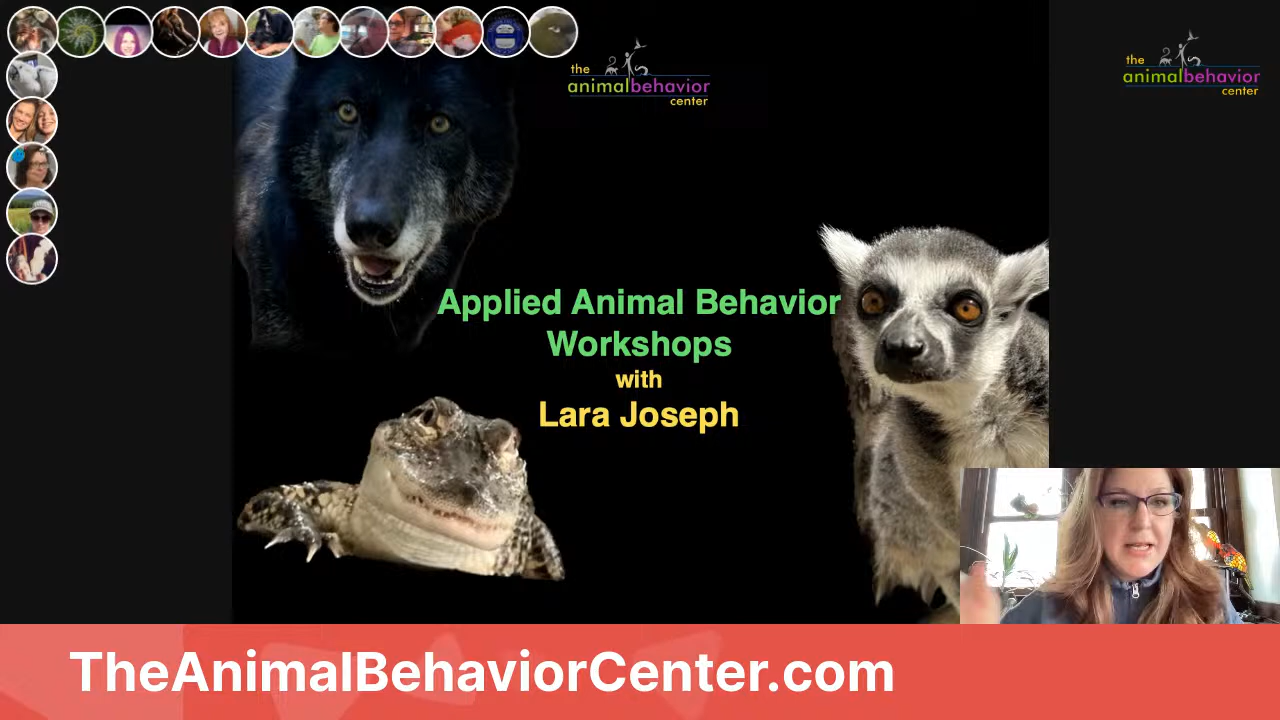 the
animalbehavior
center
the
animalbehavior
center
Applied Animal Behavior
Workshops
with
Lara Joseph
TheAnimalBehaviorCenter.com